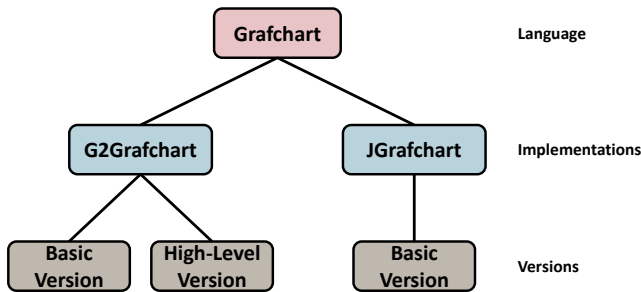 Grafchart
Language
G2Grafchart
JGrafchart
Implementations
Basic
Version
High-Level
Version
Basic
Version
Versions